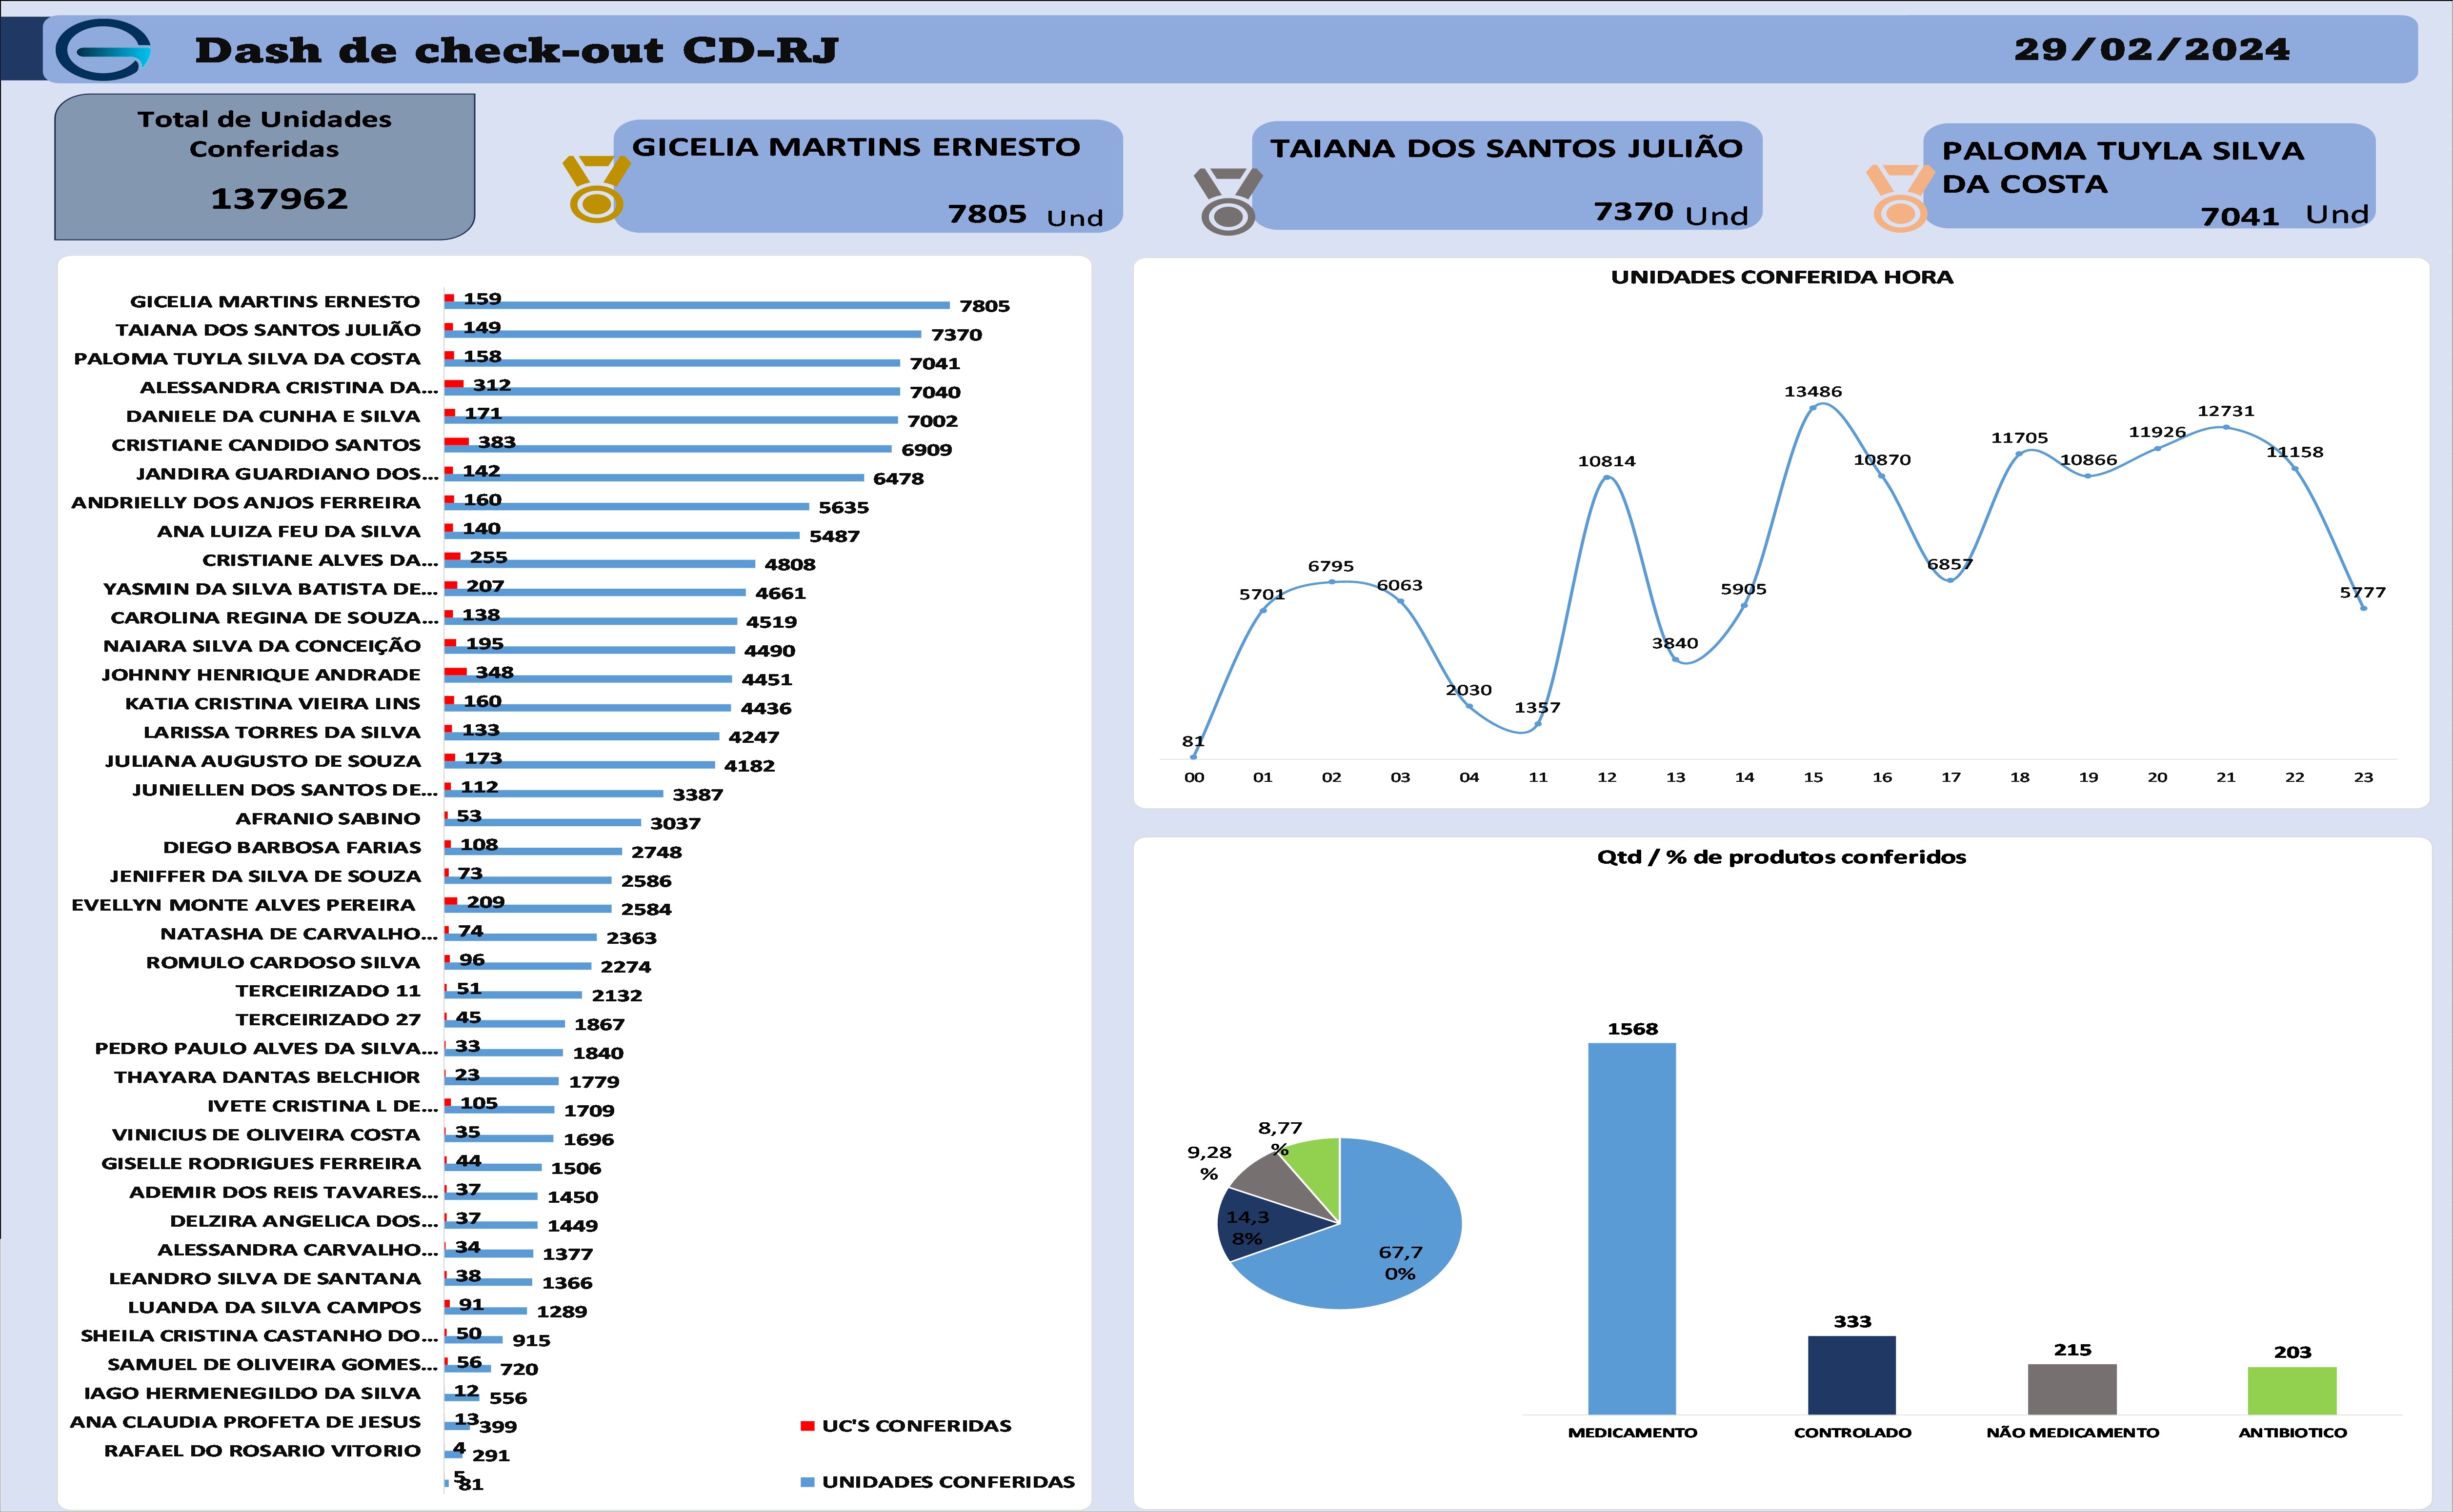 Dash de check-out CD-RJ
29/02/2024
Total de Unidades
Conferidas
137962
GICELIA MARTINS ERNESTO
7805 Und
TAIANA DOS SANTOS JULIÃO
7370 Und
PALOMA TUYLA SILVA
DA COSTA
7041 Und
GICELIA MARTINS ERNESTO 159 7805
TAIANA DOS SANTOS JULIÃO 149 7370
PALOMA TUYLA SILVA DA COSTA 158 7041
ALESSANDRA CRISTINA DA... 312 7040
DANIELE DA CUNHA E SILVA 171 7002
CRISTIANE CANDIDO SANTOS 383 6909
JANDIRA GUARDIANO DOS... 142 6478
ANDRIELLY DOS ANJOS FERREIRA 160 5635
ANA LUIZA FEU DA SILVA 140 5487
CRISTIANE ALVES DA... 255 4808
YASMIN DA SILVA BATISTA DE... 207 4661
CAROLINA REGINA DE SOUZA... 138 4519
NAIARA SILVA DA CONCEIÇÃO 195 4490
JOHNNY HENRIQUE ANDRADE 348 4451
KATIA CRISTINA VIEIRA LINS 160 4436
LARISSA TORRES DA SILVA 133 4247
JULIANA AUGUSTO DE SOUZA 173 4182
JUNIELLEN DOS SANTOS DE... 112 3387
AFRANIO SABINO 53 3037
DIEGO BARBOSA FARIAS 108 2748
JENIFFER DA SILVA DE SOUZA 73 2586
EVELLYN MONTE ALVES PEREIRA 209 2584
NATASHA DE CARVALHO... 74 2363
ROMULO CARDOSO SILVA 96 2274
TERCEIRIZADO 11 51 2132
TERCEIRIZADO 27 45 1867
PEDRO PAULO ALVES DA SILVA... 33 1840
THAYARA DANTAS BELCHIOR 23 1779
IVETE CRISTINA L DE... 105 1709
VINICIUS DE OLIVEIRA COSTA 35 1696
GISELLE RODRIGUES FERREIRA 44 1506
ADEMIR DOS REIS TAVARES... 37 1450
DELZIRA ANGELICA DOS... 37 1449
ALESSANDRA CARVALHO... 34 1377
LEANDRO SILVA DE SANTANA 38 1366
LUANDA DA SILVA CAMPOS 91 1289
SHEILA CRISTINA CASTANHO DO... 50 915
SAMUEL DE OLIVEIRA GOMES... 56 720
IAGO HERMENEGILDO DA SILVA 12 556
ANA CLAUDIA PROFETA DE JESUS 13 399
RAFAEL DO ROSARIO VITORIO 4 291
5 81
UC'S CONFERIDAS
UNIDADES CONFERIDAS
UNIDADES CONFERIDA HORA
81 5701 6795 6063 2030 1357 10814 3840 5905 13486 10870 6857 11705 10866 11926 12731 11158 5777
00 01 02 03 04 11 12 13 14 15 16 17 18 19 20 21 22 23
Qtd / % de produtos conferidos
8,77
%
9,28
%
14,3
8%
67,7
0%
1568 333 215 203
MEDICAMENTO CONTROLADO NÃO MEDICAMENTO ANTIBIOTICO